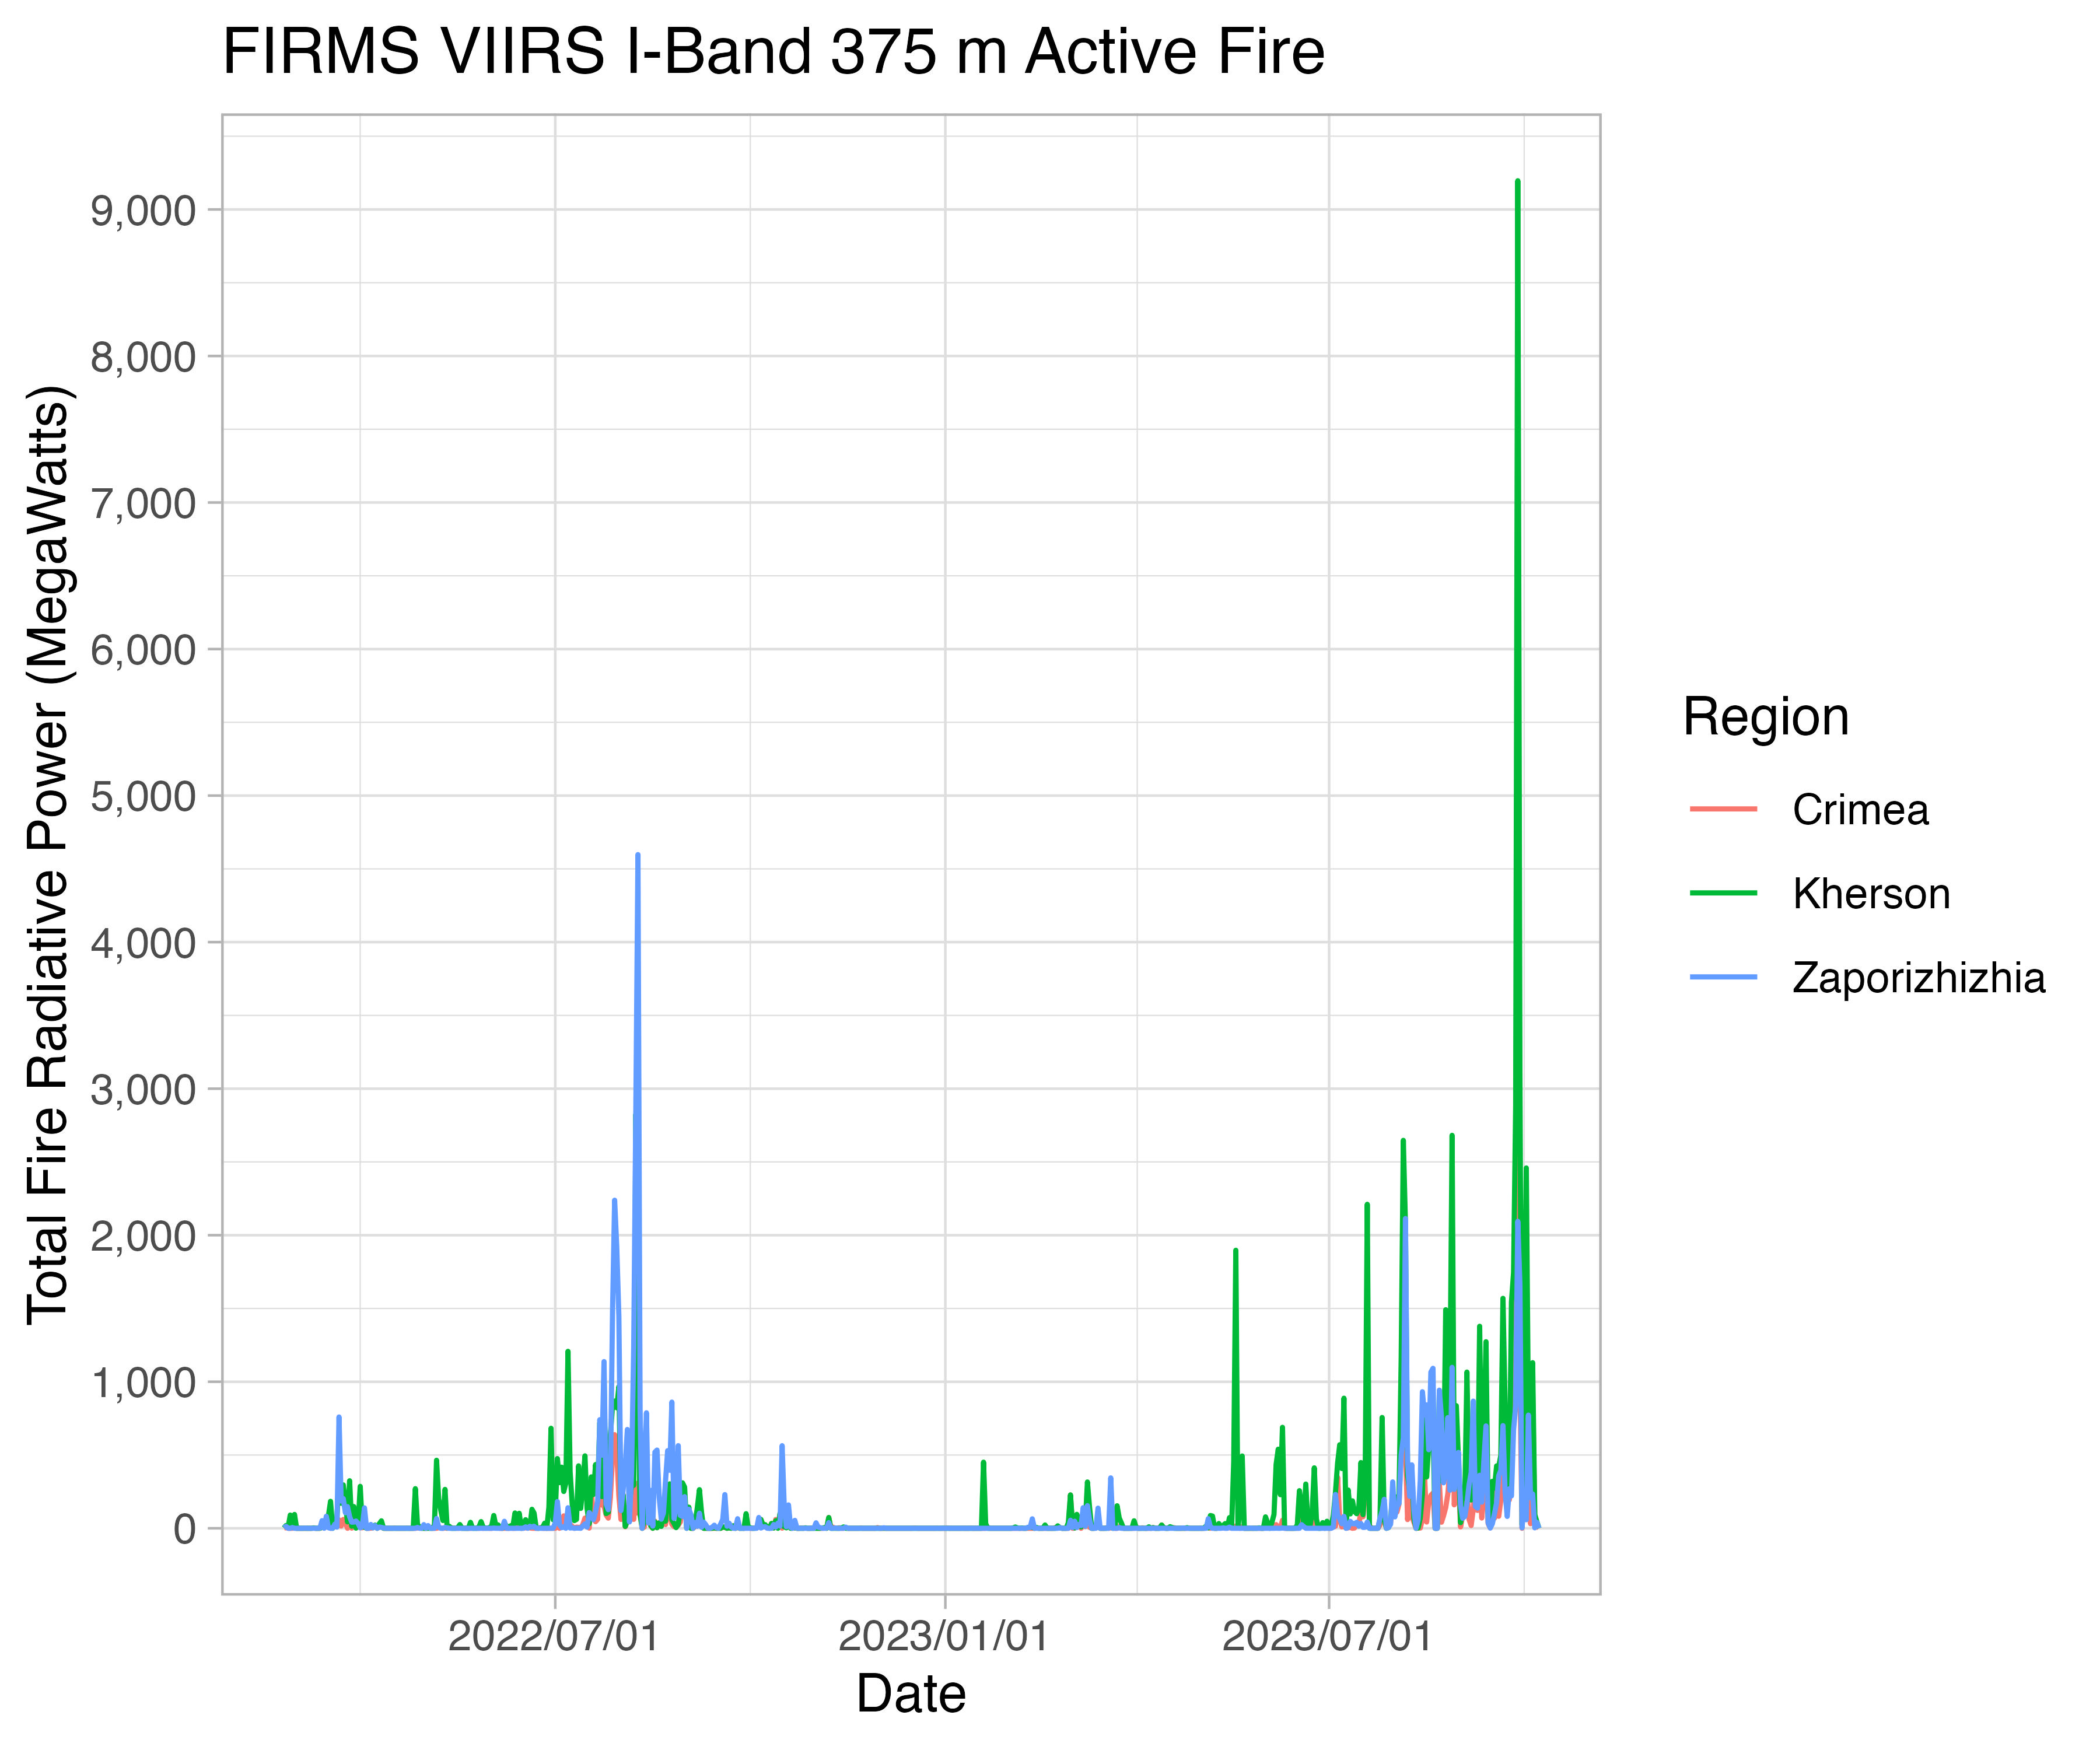 FIRMS VIIRS I-Band 375 m Active Fire
Total Fire Radiative Power (MegaWatts)
9,000
8,000
7,000
6,000
5,000
4,000
3,000
2,000
1,000
0
2022/07/01
2023/01/01
2023/07/01
Date
Region
Crimea
Kherson
Zaporizhizhia